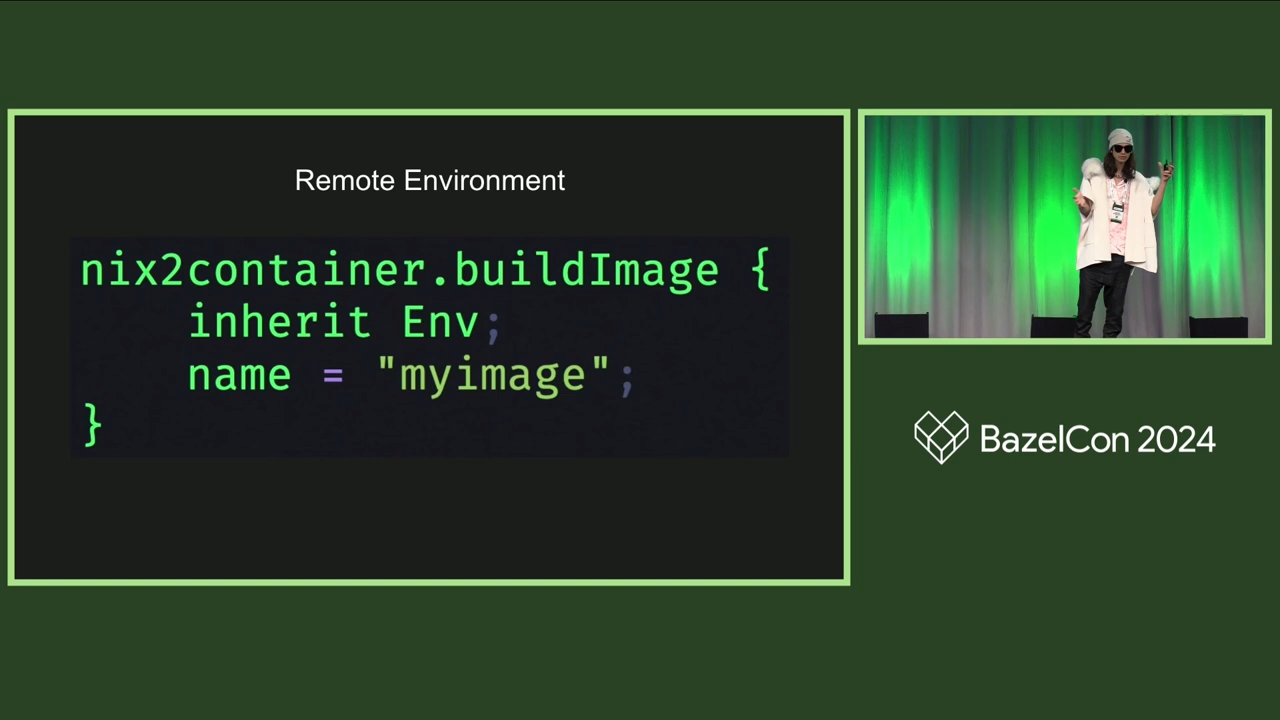 Remote Environment
nix2container.buildImage {
    inherit Env;
    name = "myimage";
}
BazelCon 2024